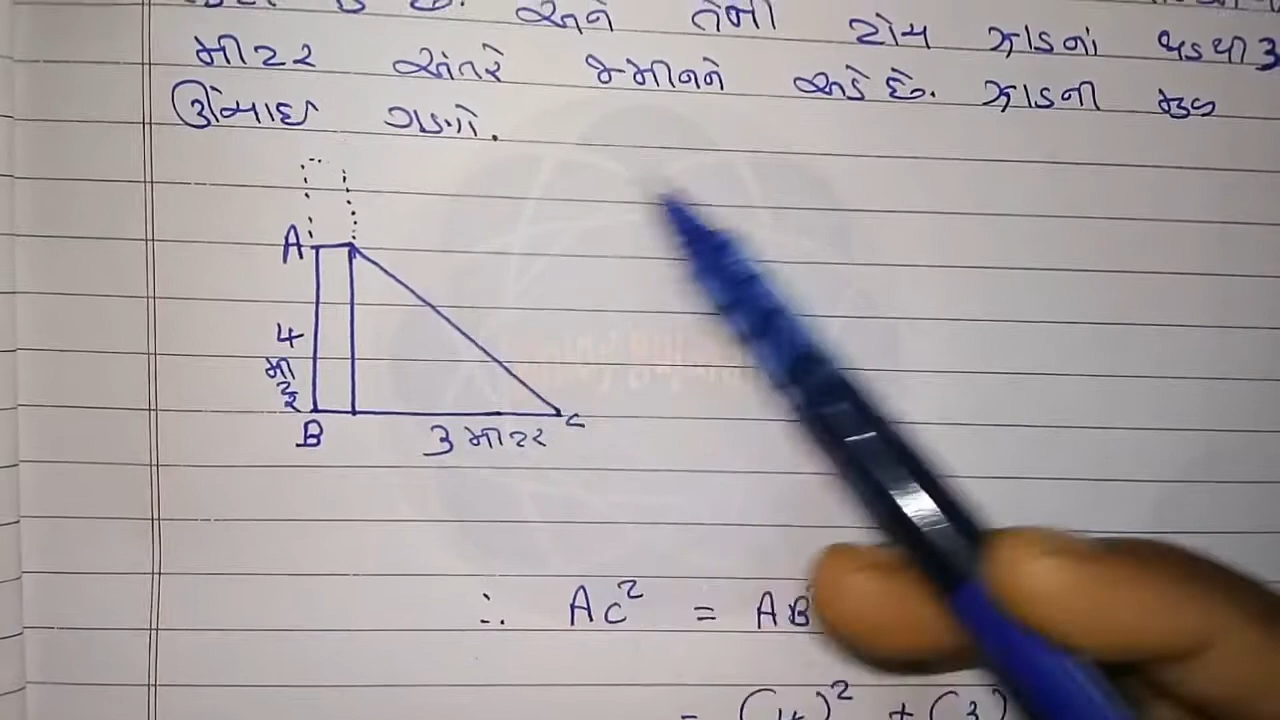 છે. અને તેની ટોચ ઝાડનાં થડથી 3
મીટર અંતરે જમીનને અડે છે. ઝાડની મુળ
ઊંચાઈ ગણો.
A
4
મીટર
B
3 મીટર
C
∴ AC² = AB
= (4)² + (3)